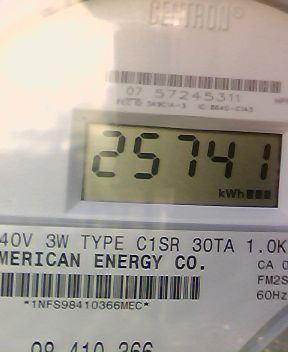 CENTRON®
07 57245311
25741
kWh
40V 3W TYPE C1SR 30TA 1.0K
MERICAN ENERGY CO.
CA 0
FM2S
60Hz
*1NFS98410366MEC*
98 410 366